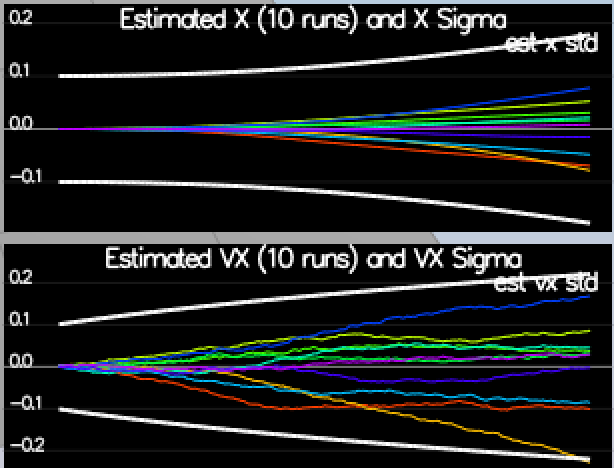 0.2
Estimated X (10 runs) and X Sigma
est x std
0.1
0.0
−0.1
Estimated VX (10 runs) and VX Sigma
0.2
est vx std
0.1
0.0
−0.1
−0.2